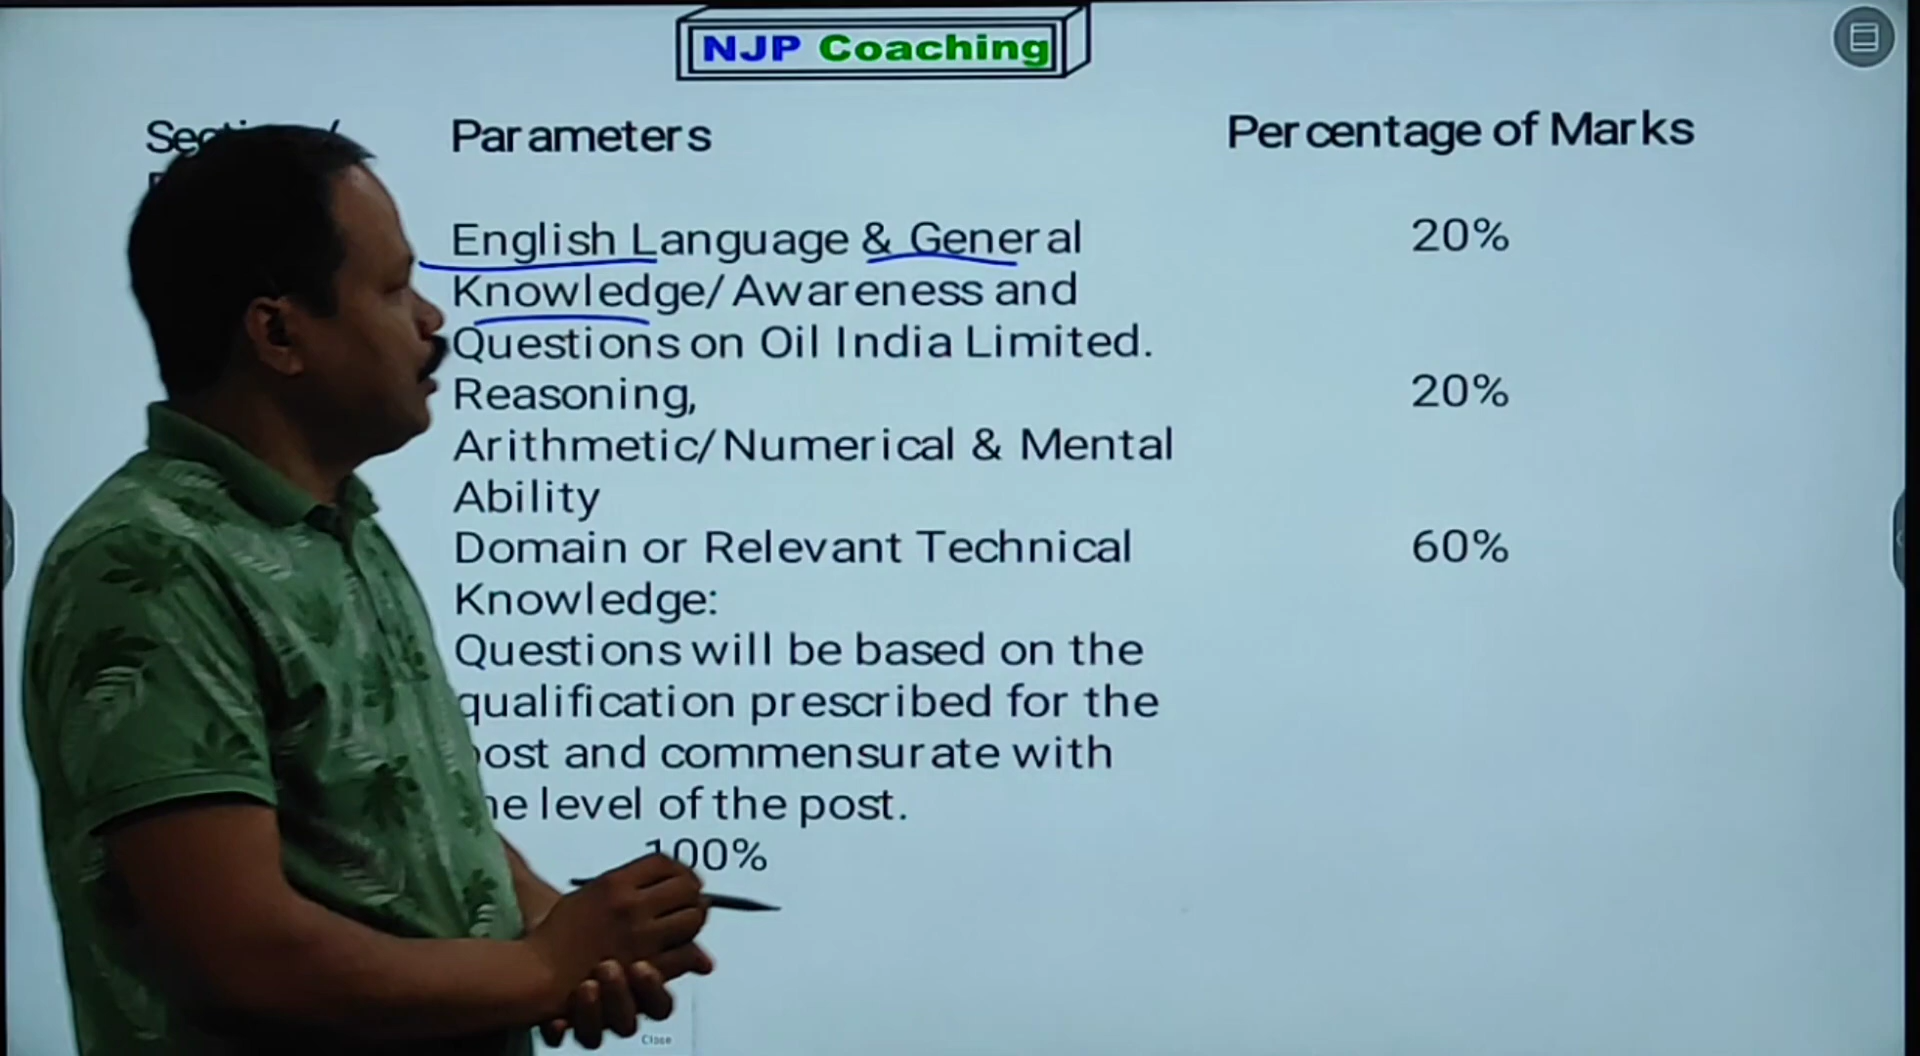 NJP Coaching
Parameters Percentage of Marks
English Language & General 20%
Knowledge/Awareness and
Questions on Oil India Limited.
Reasoning, 20%
Arithmetic/Numerical & Mental
Ability
Domain or Relevant Technical 60%
Knowledge:
Questions will be based on the
qualification prescribed for the
and commensurate with
level of the post.
100%
Close